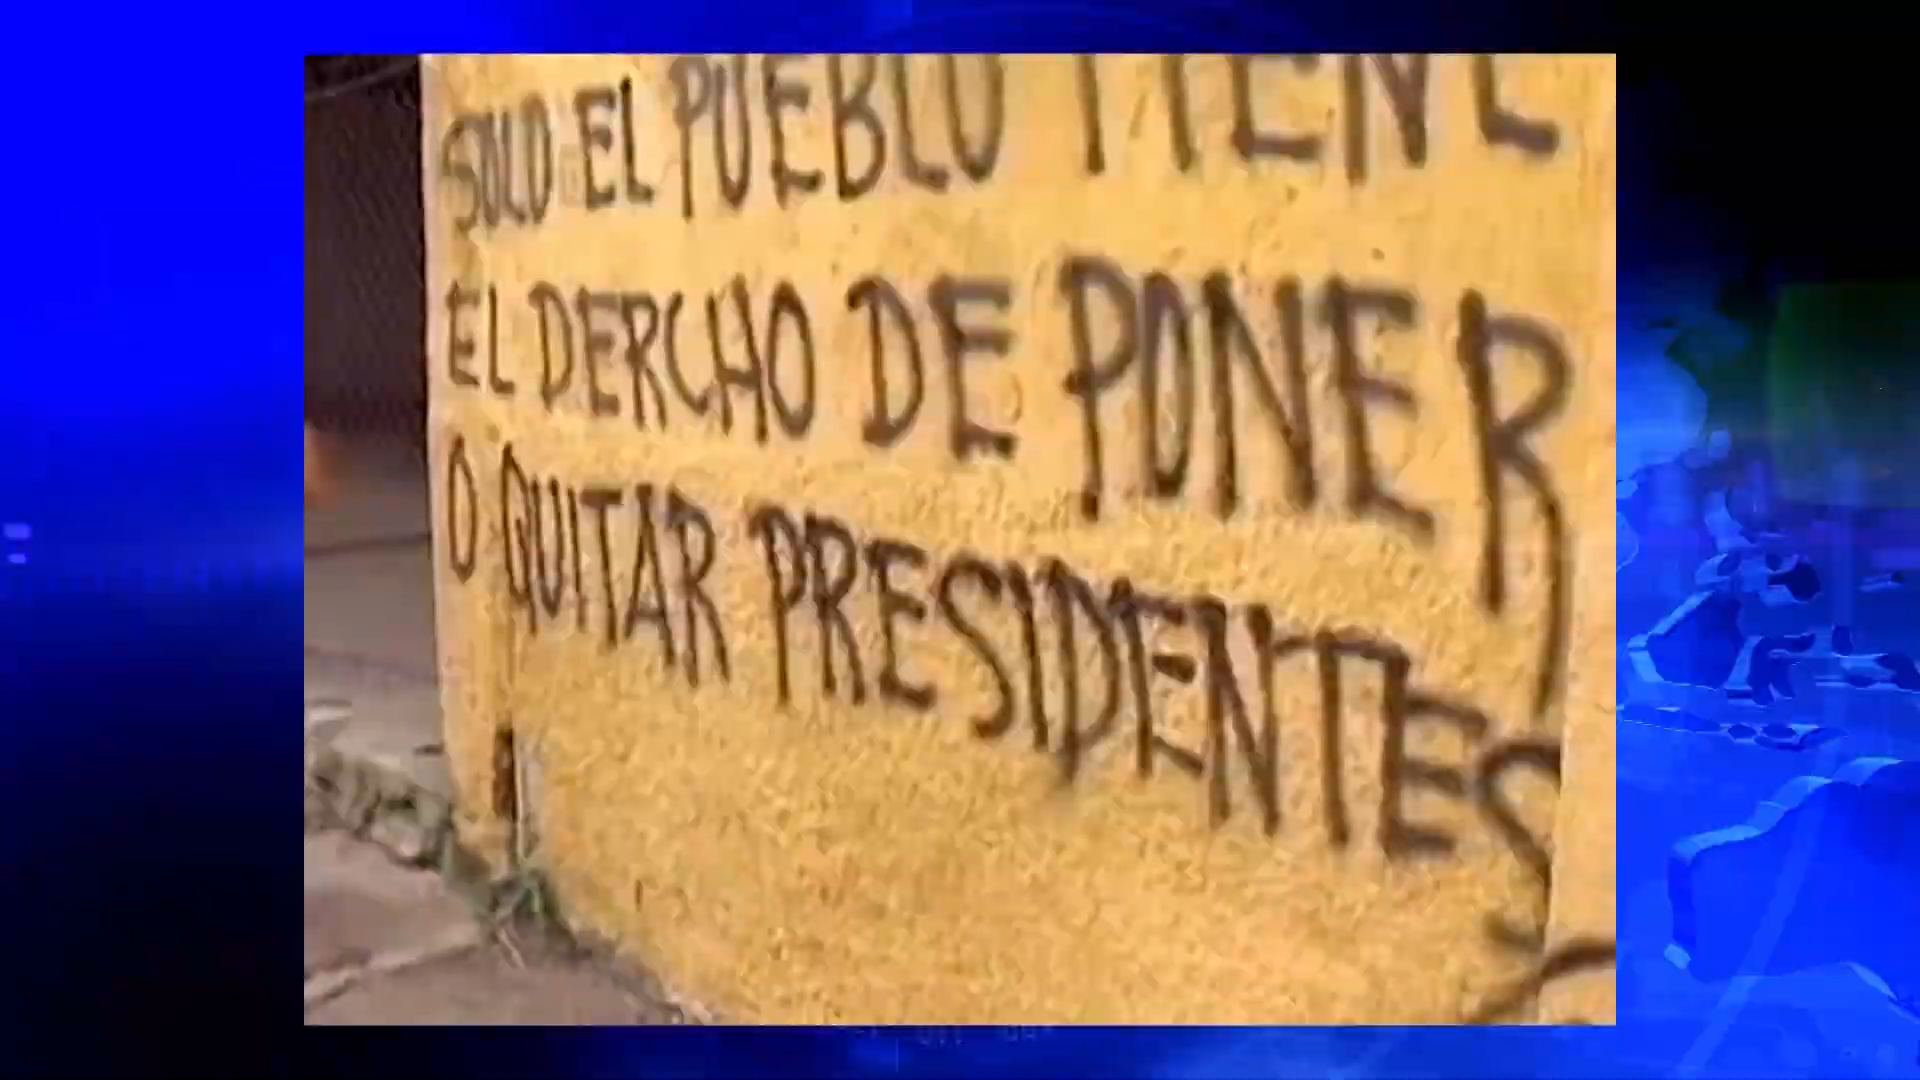 SOLO EL PUEBLO TIENE
EL DERCHO DE PONER
O QUITAR PRESIDENTES